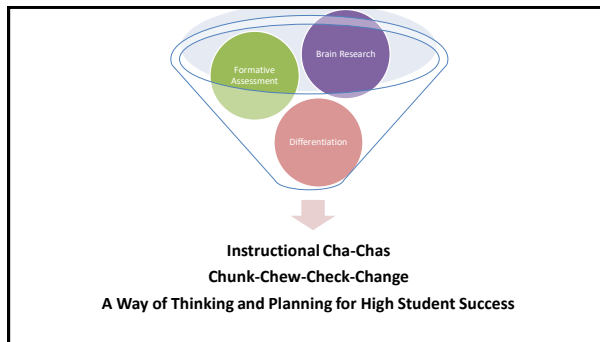 Brain Research
Formative
Assessment
Differentiation
Instructional Cha-Chas
Chunk-Chew-Check-Change
A Way of Thinking and Planning for High Student Success